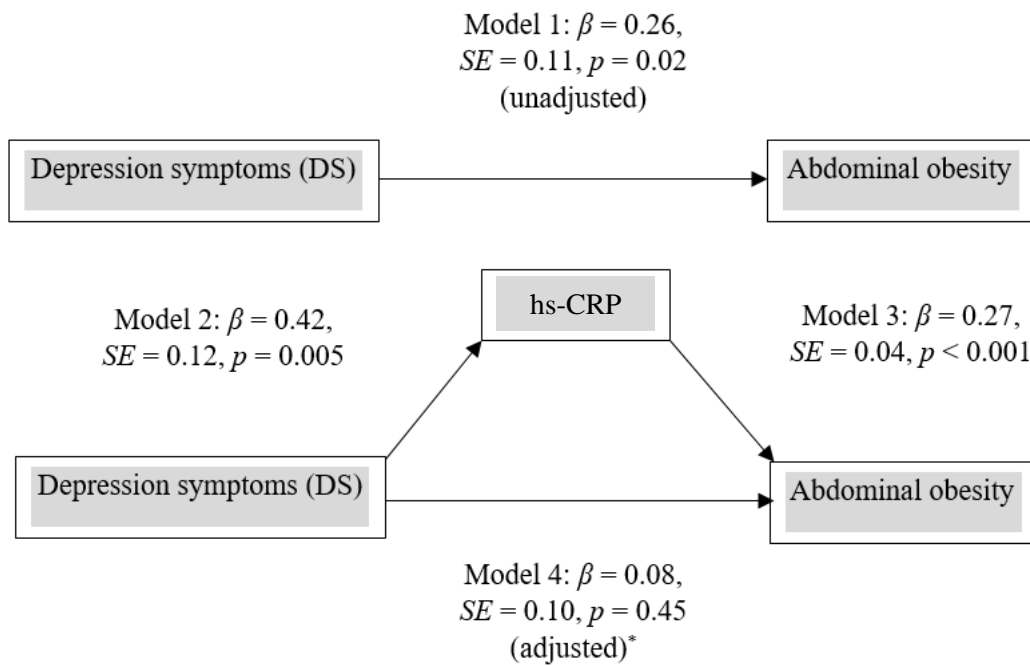 Model 1: β = 0.26,
SE = 0.11, p = 0.02
(unadjusted)
Depression symptoms (DS)
Abdominal obesity
hs-CRP
Model 2: β = 0.42,
SE = 0.12, p = 0.005
Model 3: β = 0.27,
SE = 0.04, p < 0.001
Depression symptoms (DS)
Abdominal obesity
Model 4: β = 0.08,
SE = 0.10, p = 0.45
(adjusted)*